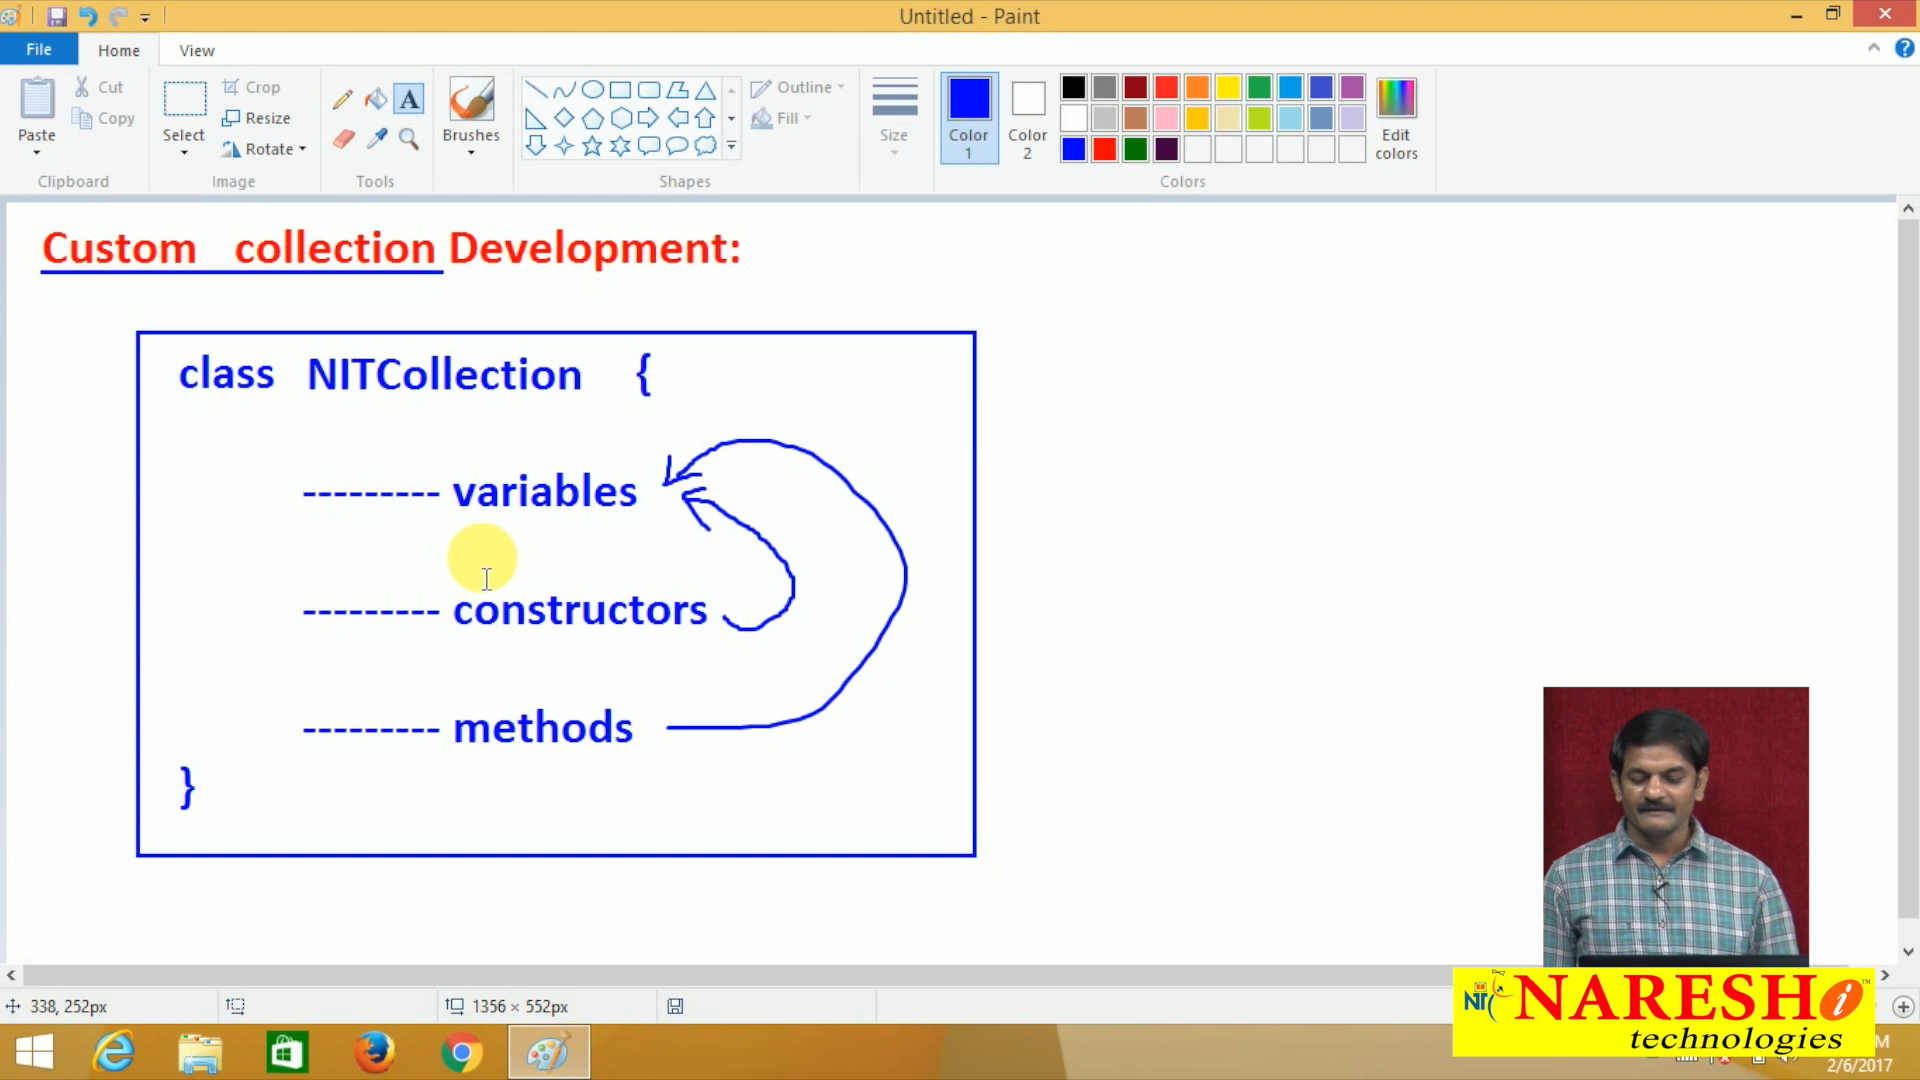 Untitled - Paint
File Home View
Paste
Cut
Copy
Clipboard
Select
Crop
Resize
Rotate
Image
A
Tools
Brushes
Shapes
Outline
Fill
Size
Color 1
Color 2
Edit colors
Colors
Custom collection Development:
class NITCollection {
--------- variables
--------- constructors
--------- methods
}
338, 252px
1356 × 552px
NARESH i
technologies
M
2/6/2017